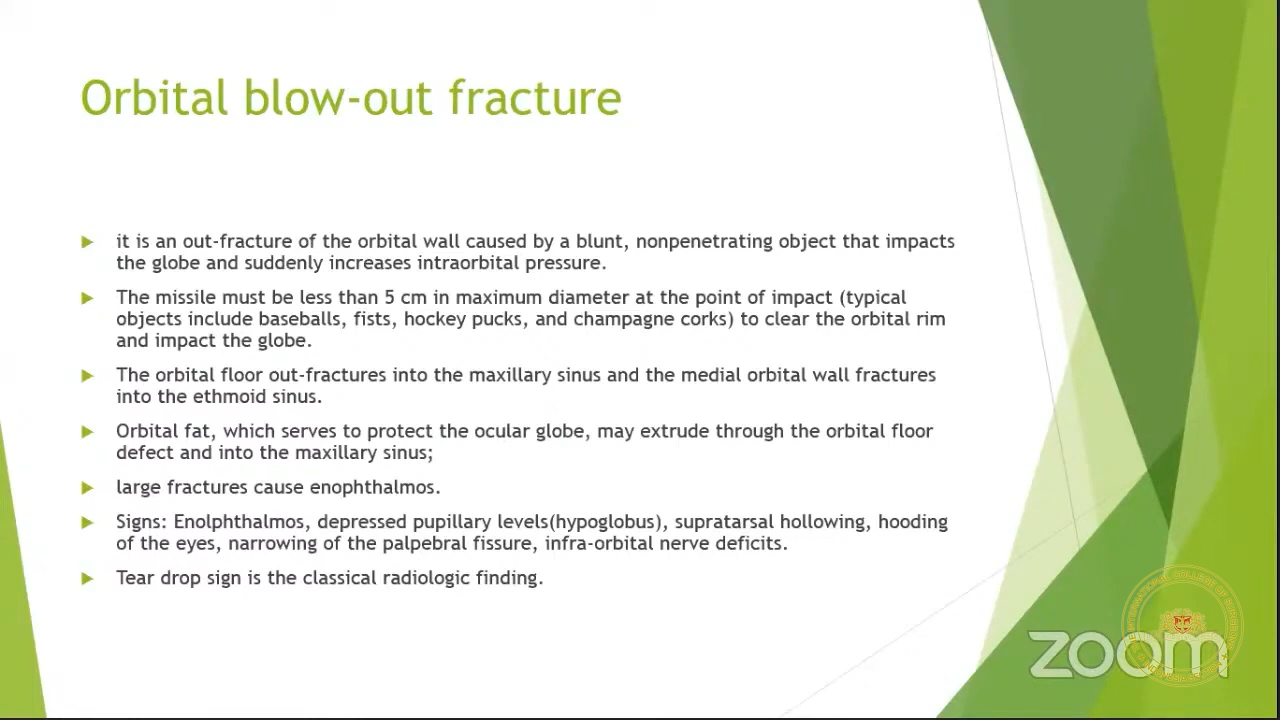 Orbital blow-out fracture
it is an out-fracture of the orbital wall caused by a blunt, nonpenetrating object that impacts
the globe and suddenly increases intraorbital pressure.
The missile must be less than 5 cm in maximum diameter at the point of impact (typical
objects include baseballs, fists, hockey pucks, and champagne corks) to clear the orbital rim
and impact the globe.
The orbital floor out-fractures into the maxillary sinus and the medial orbital wall fractures
into the ethmoid sinus.
Orbital fat, which serves to protect the ocular globe, may extrude through the orbital floor
defect and into the maxillary sinus;
large fractures cause enophthalmos.
Signs: Enolphthalmos, depressed pupillary levels(hypoglobus), supratarsal hollowing, hooding
of the eyes, narrowing of the palpebral fissure, infra-orbital nerve deficits.
Tear drop sign is the classical radiologic finding.
INTERNATIONAL COLLEGE OF SURGEONS
zoom